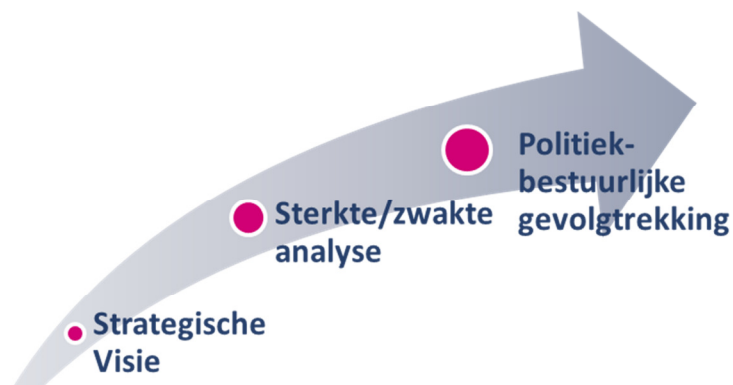 Politiek-
bestuurlijke
gevolgtrekking
Sterkte/zwakte
analyse
Strategische
Visie